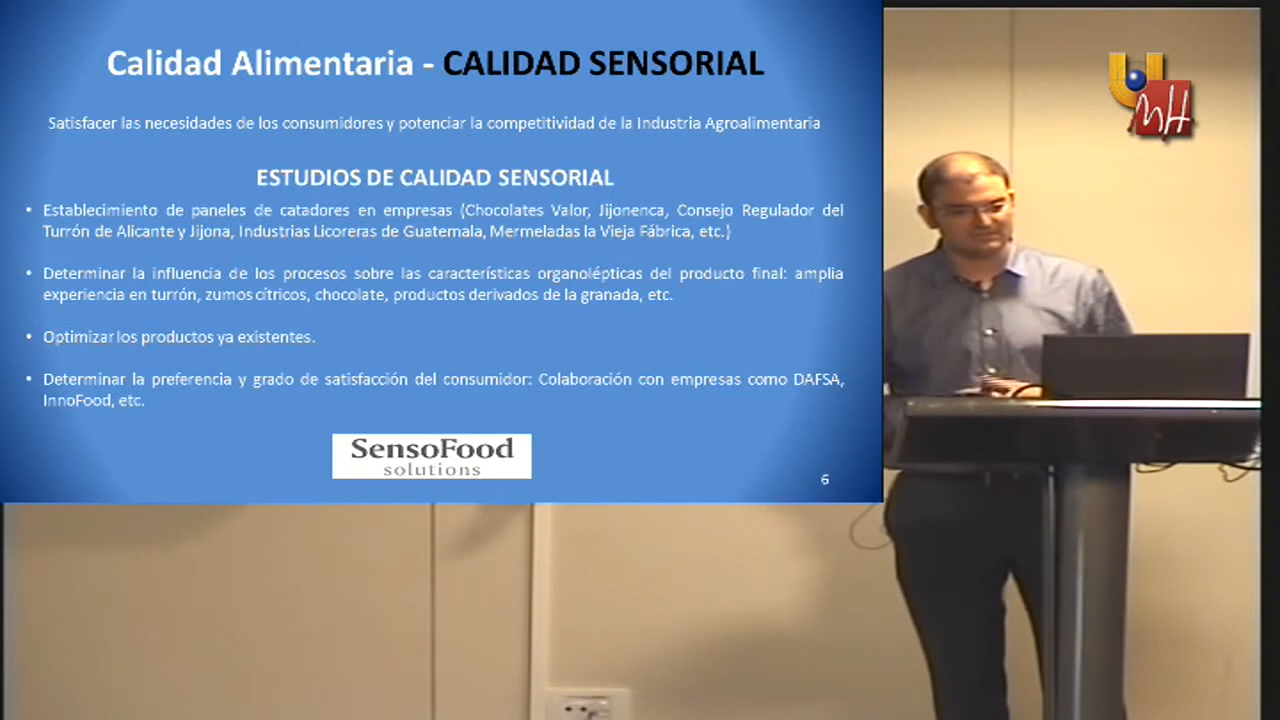 Calidad Alimentaria - CALIDAD SENSORIAL
Satisfacer las necesidades de los consumidores y potenciar la competitividad de la Industria Agroalimentaria
ESTUDIOS DE CALIDAD SENSORIAL
• Establecimiento de paneles de catadores en empresas (Chocolates Valor, Jijonenca, Consejo Regulador del
Turrón de Alicante y Jijona, Industrias Licoreras de Guatemala, Mermeladas la Vieja Fábrica, etc.)
• Determinar la influencia de los procesos sobre las características organolépticas del producto final: amplia
experiencia en turrón, zumos cítricos, chocolate, productos derivados de la granada, etc.
• Optimizar los productos ya existentes.
• Determinar la preferencia y grado de satisfacción del consumidor: Colaboración con empresas como DAFSA,
InnoFood, etc.
SensoFood
solutions
6
U
MH